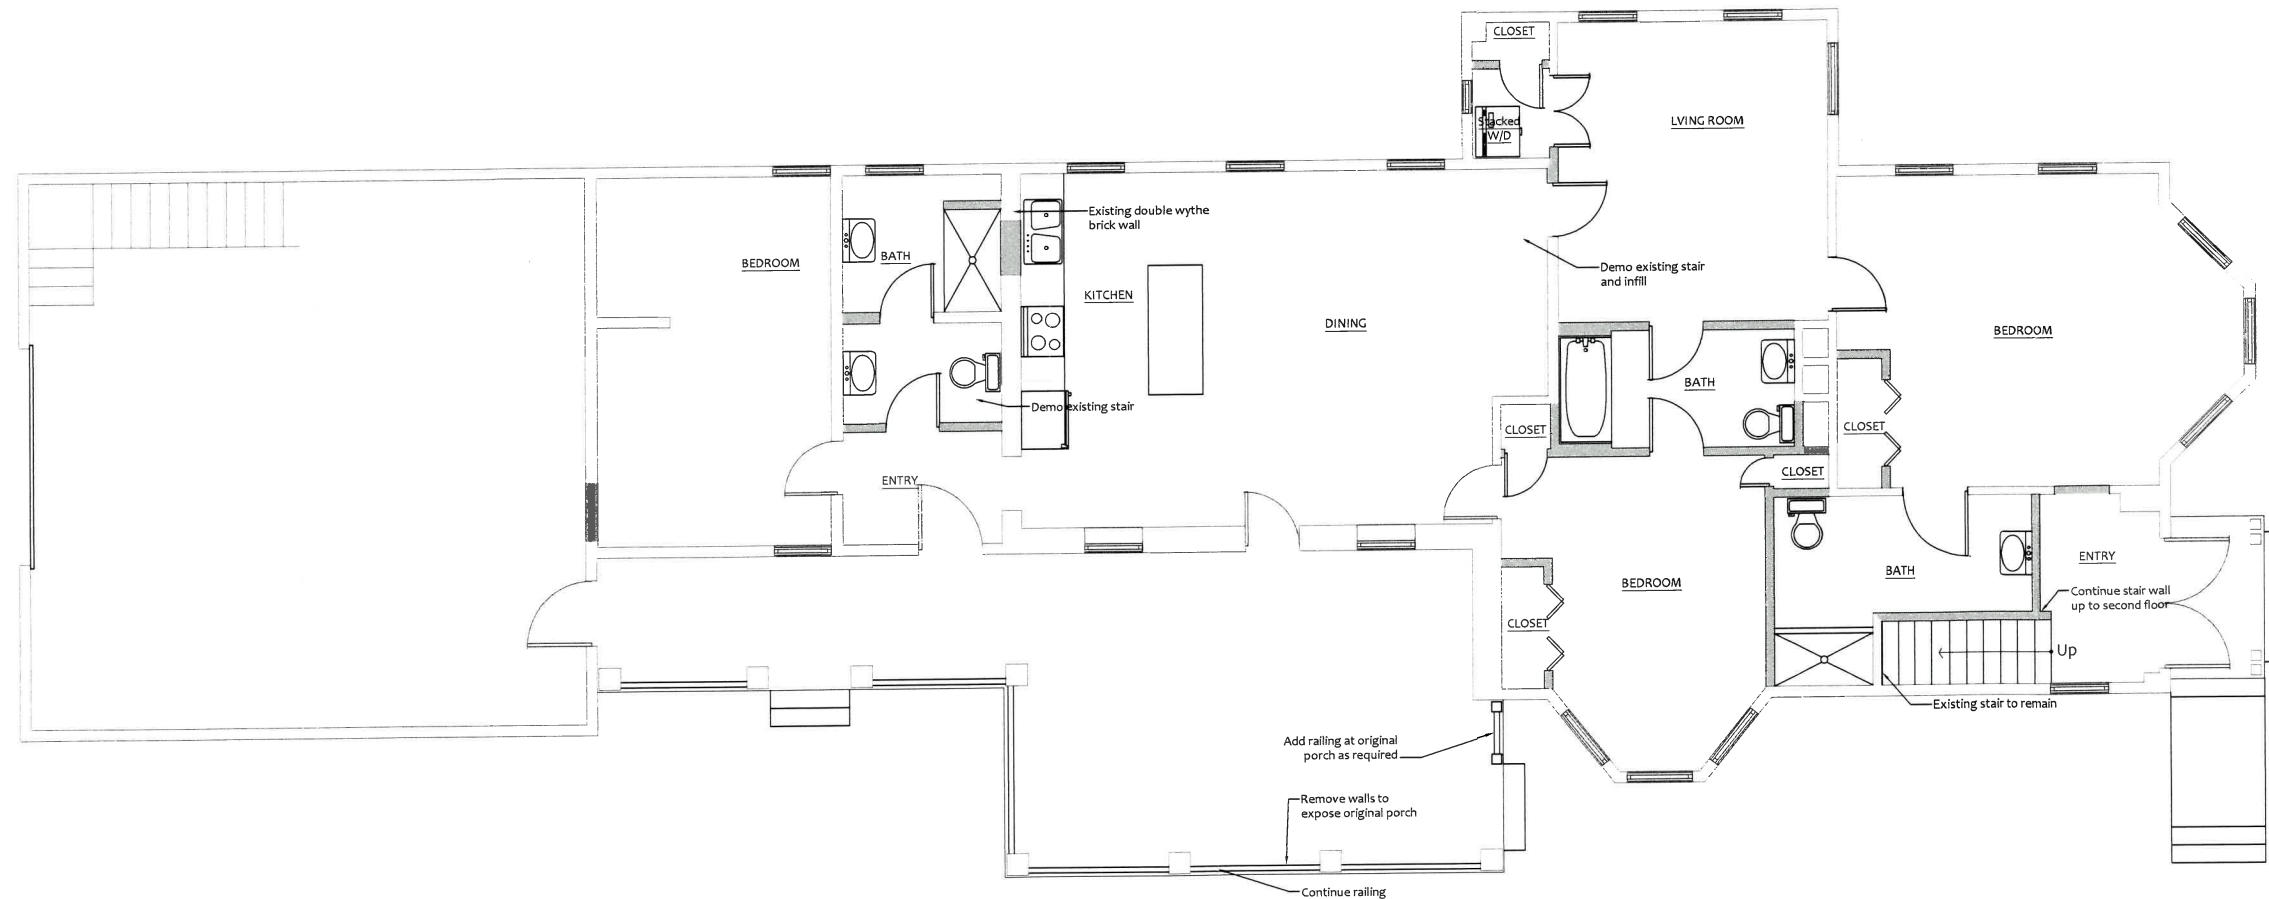 CLOSET
Stacked
W/D
LVING ROOM
Existing double wythe
brick wall
BEDROOM
BATH
KITCHEN
DINING
Demo existing stair
and infill
BEDROOM
BATH
Demo existing stair
CLOSET
CLOSET
CLOSET
ENTRY
BEDROOM
CLOSET
BATH
ENTRY
Continue stair wall
up to second floor
Up
Existing stair to remain
Add railing at original
porch as required
Remove walls to
expose original porch
Continue railing